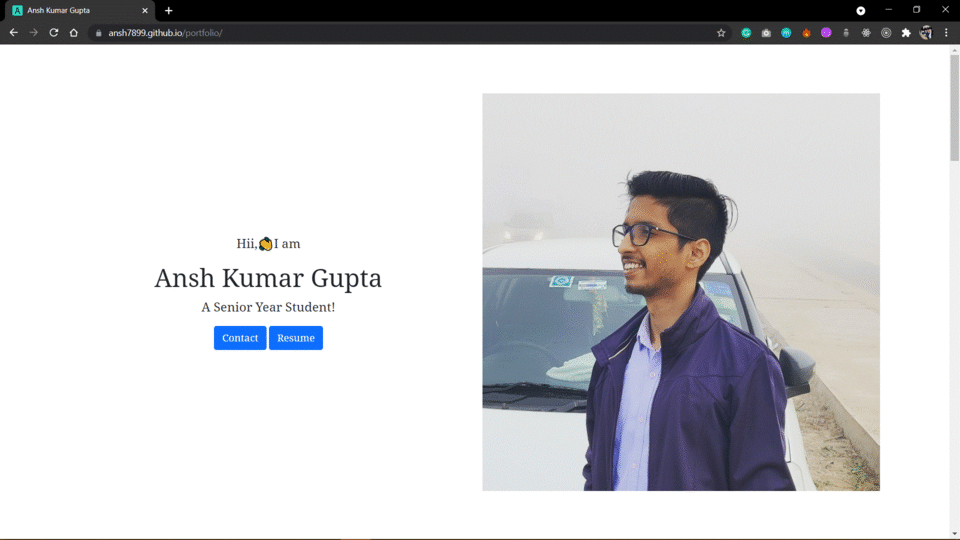 Ansh Kumar Gupta
ansh7899.github.io/portfolio/
Hii,👋I am
Ansh Kumar Gupta
A Senior Year Student!
Contact Resume